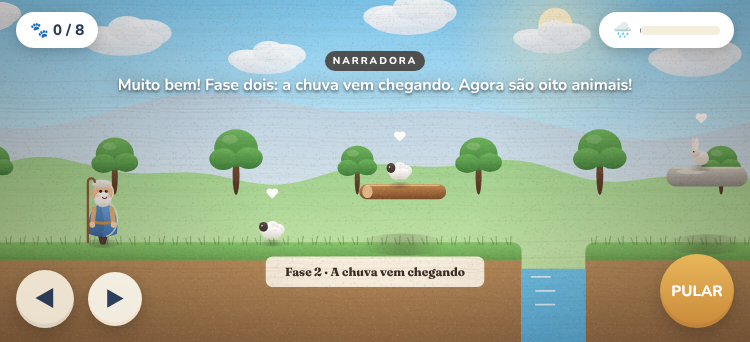 0 / 8
NARRADORA
Muito bem! Fase dois: a chuva vem chegando. Agora são oito animais!
Fase 2 · A chuva vem chegando
PULAR